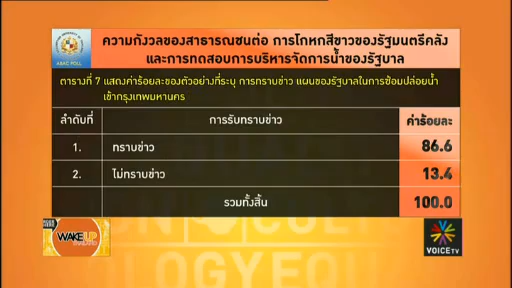 ABAC POLL
ความกังวลของสาธารณชนต่อ การโกหกสีขาวของรัฐมนตรีคลัง
และการทดสอบการบริหารจัดการน้ำของรัฐบาล
ตารางที่ 7 แสดงค่าร้อยละของตัวอย่างที่ระบุ การทราบข่าว แผนของรัฐบาลในการซ้อมปล่อยน้ำ
เข้ากรุงเทพมหานคร
ลำดับที่ การรับทราบข่าว ค่าร้อยละ
1. ทราบข่าว 86.6
2. ไม่ทราบข่าว 13.4
รวมทั้งสิ้น 100.0
WAKE UP
VOICE TV